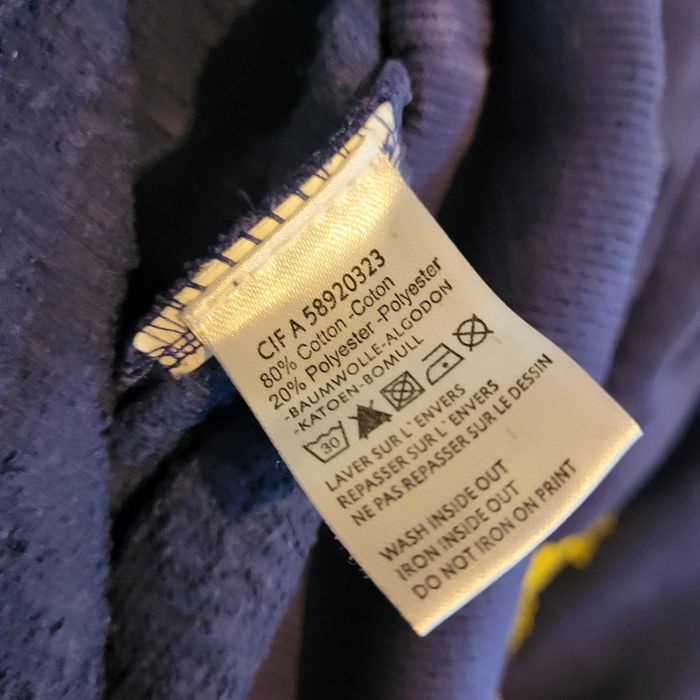 CIF A 58920323
80% Cotton -Coton
20% Polyester -Polyester
-BAUMWOLLE-ALGODON
-KATOEN-BOMULL
30
LAVER SUR L'ENVERS
REPASSER SUR L'ENVERS
NE PAS REPASSER SUR LE DESSIN
WASH INSIDE OUT
IRON INSIDE OUT
DO NOT IRON ON PRINT